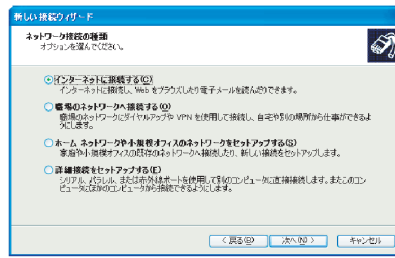 新しい接続ウィザード
ネットワーク接続の種類
オプションを選んでください。
インターネットに接続する(C)
インターネットに接続し、Web をブラウズしたり電子メールを読んだりできます。
職場のネットワークへ接続する(O)
職場のネットワークにダイヤルアップや VPN を使用して接続し、自宅や別の場所から仕事ができるよ
うにします。
ホーム ネットワークや小規模オフィスのネットワークをセットアップする(S)
家庭や小規模オフィスの既存のネットワークへ接続したり、新しい接続をセットアップします。
詳細接続をセットアップする(E)
シリアル、パラレル、または赤外線ポートを使用して別のコンピュータに直接接続します。またこのコン
ピュータにほかのコンピュータから接続できるようにします。
< 戻る(B)
次へ(N) >
キャンセル